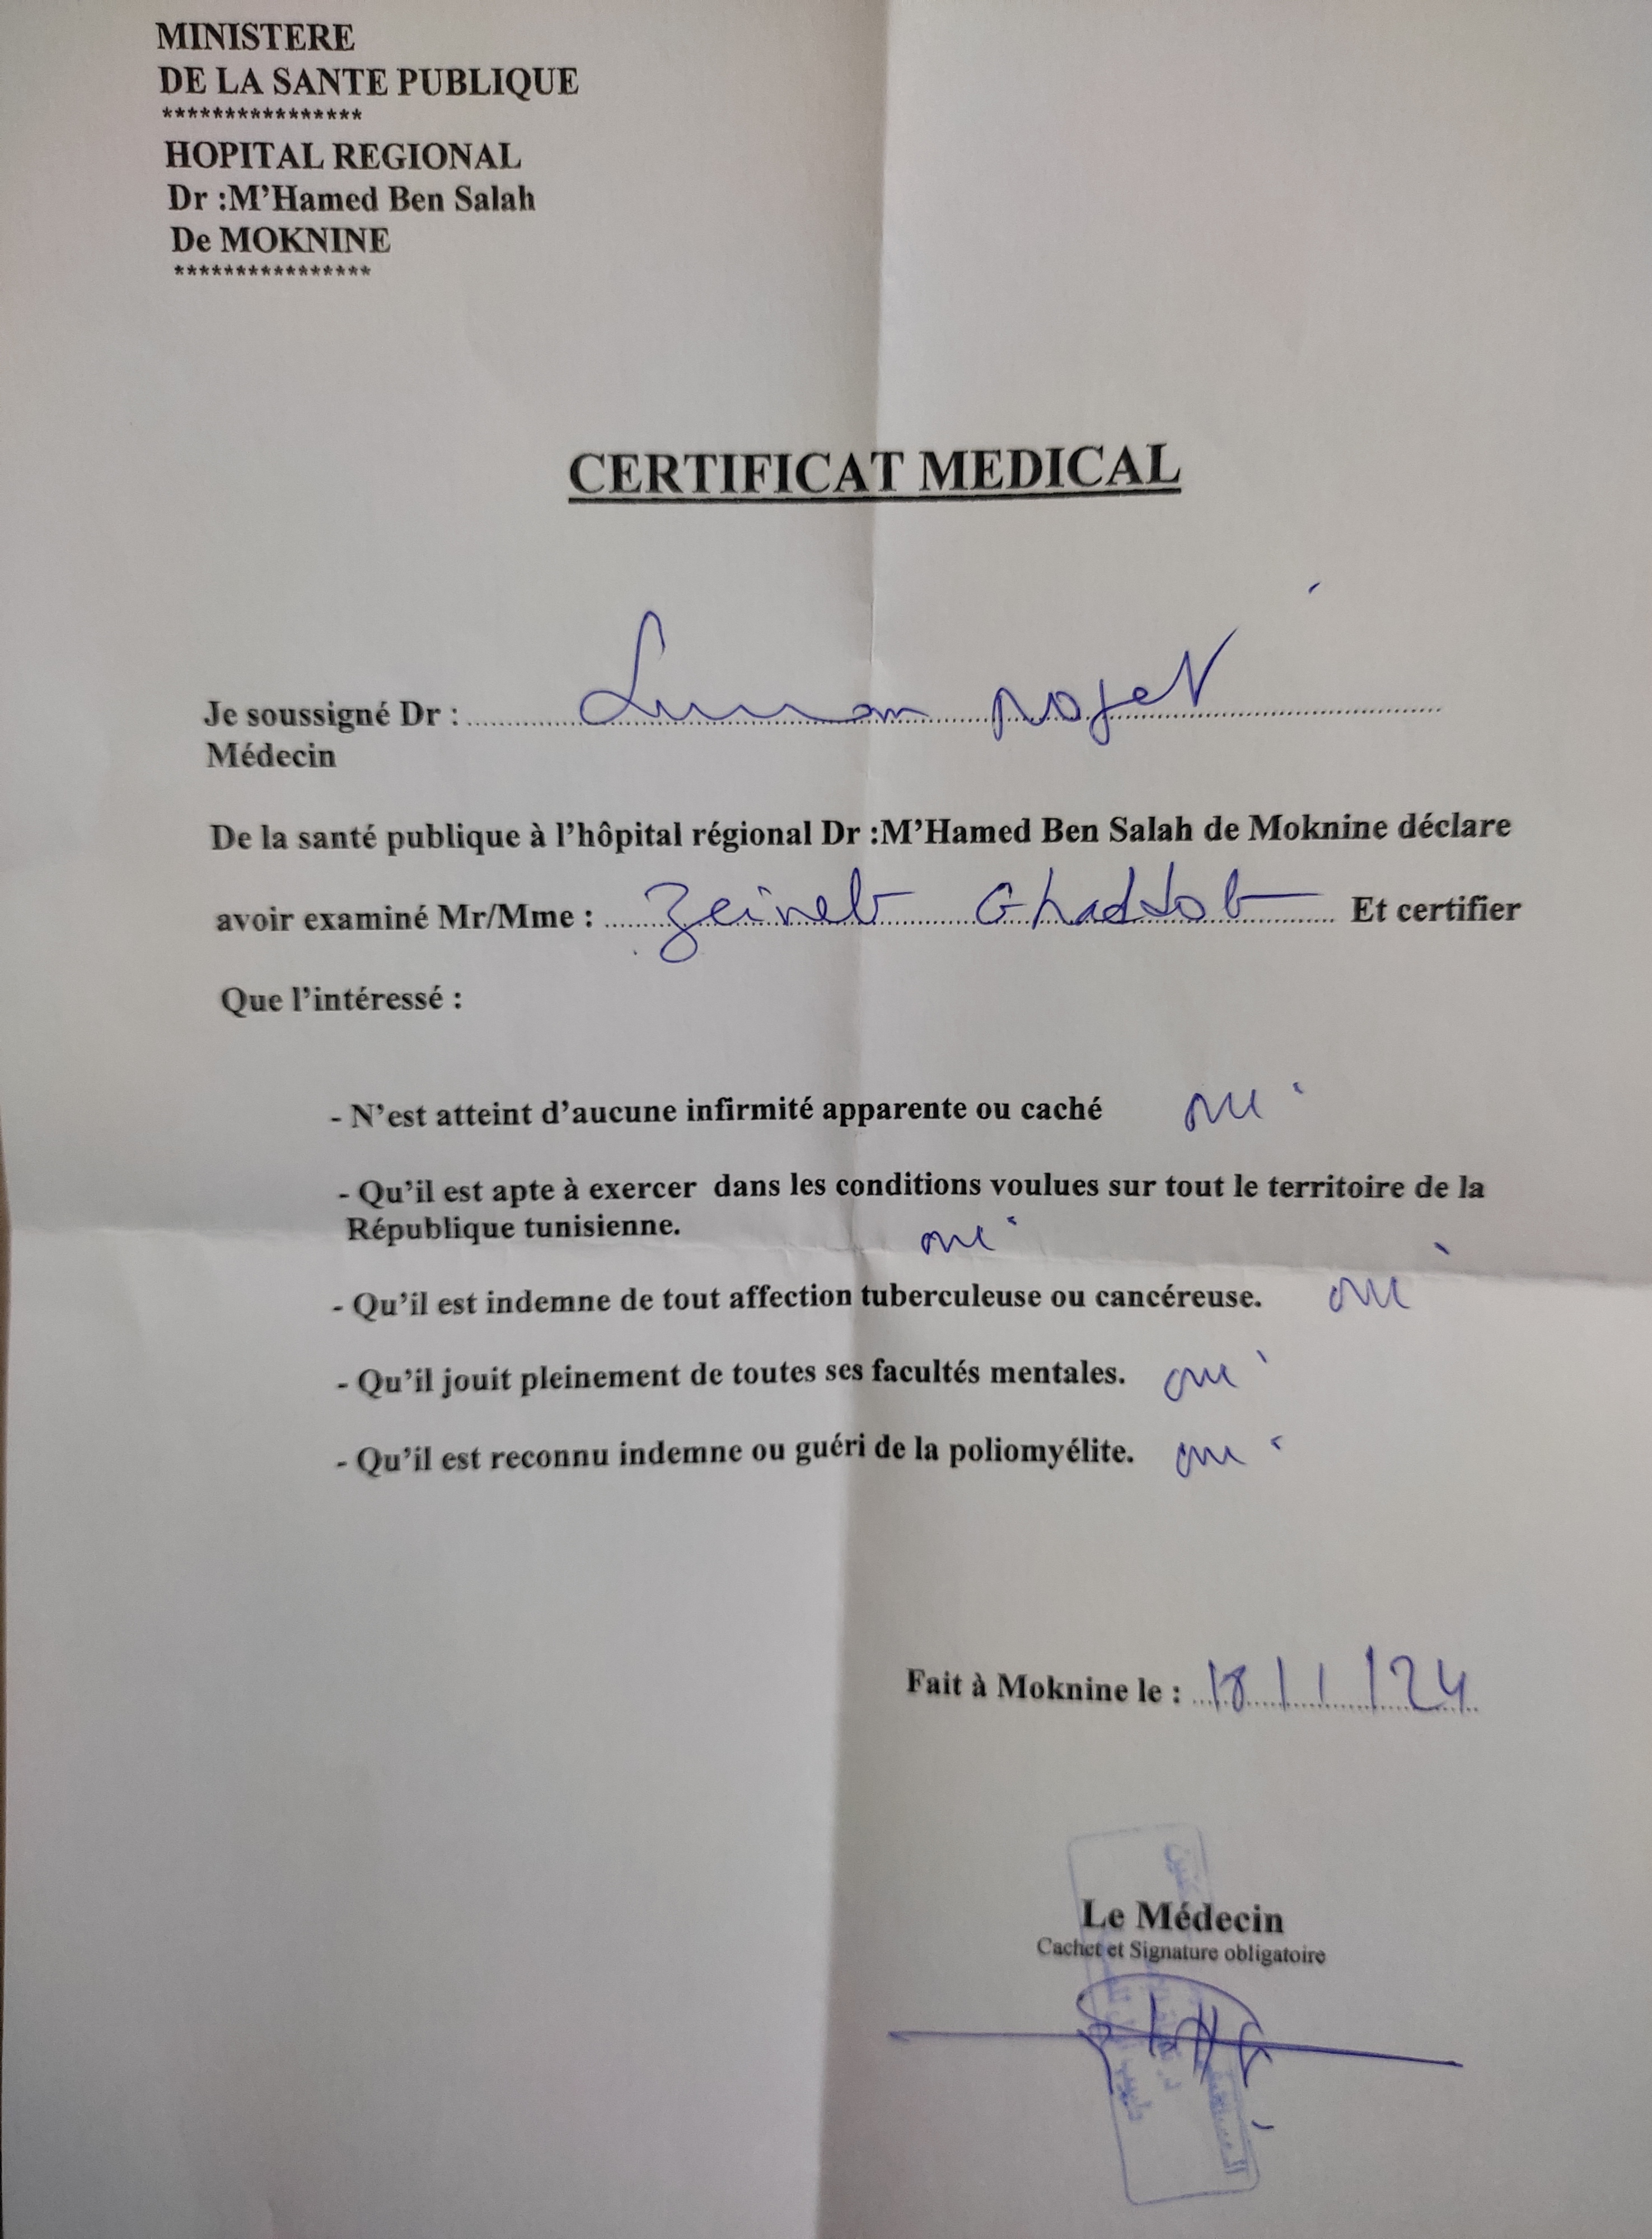 MINISTERE
DE LA SANTE PUBLIQUE
****************
HOPITAL REGIONAL
Dr :M’Hamed Ben Salah
De MOKNINE
****************
CERTIFICAT MEDICAL
Je soussigné Dr :
Médecin
De la santé publique à l’hôpital régional Dr :M’Hamed Ben Salah de Moknine déclare
avoir examiné Mr/Mme : Zeineb Ghaddab Et certifier
Que l’intéressé :
- N’est atteint d’aucune infirmité apparente ou caché oui
- Qu’il est apte à exercer dans les conditions voulues sur tout le territoire de la
République tunisienne. oui
- Qu’il est indemne de tout affection tuberculeuse ou cancéreuse. oui
- Qu’il jouit pleinement de toutes ses facultés mentales. oui
- Qu’il est reconnu indemne ou guéri de la poliomyélite. oui
Fait à Moknine le : 18/1/24
Le Médecin
Cachet et Signature obligatoire